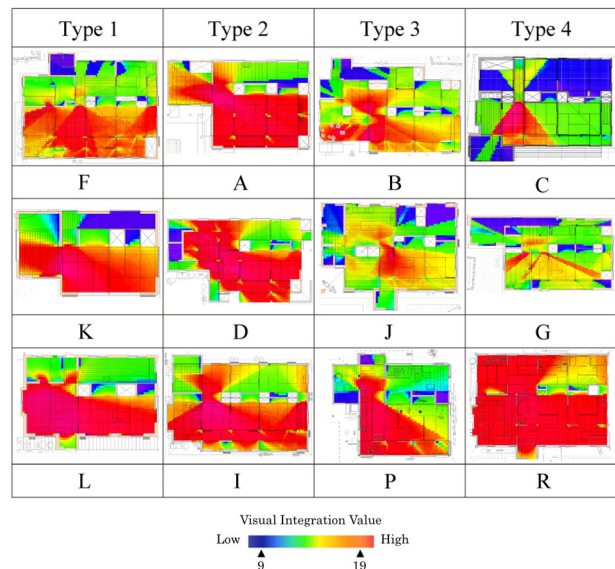 Type 1 Type 2 Type 3 Type 4
F A B C
K D J G
L I P R
Visual Integration Value
Low High
9 19